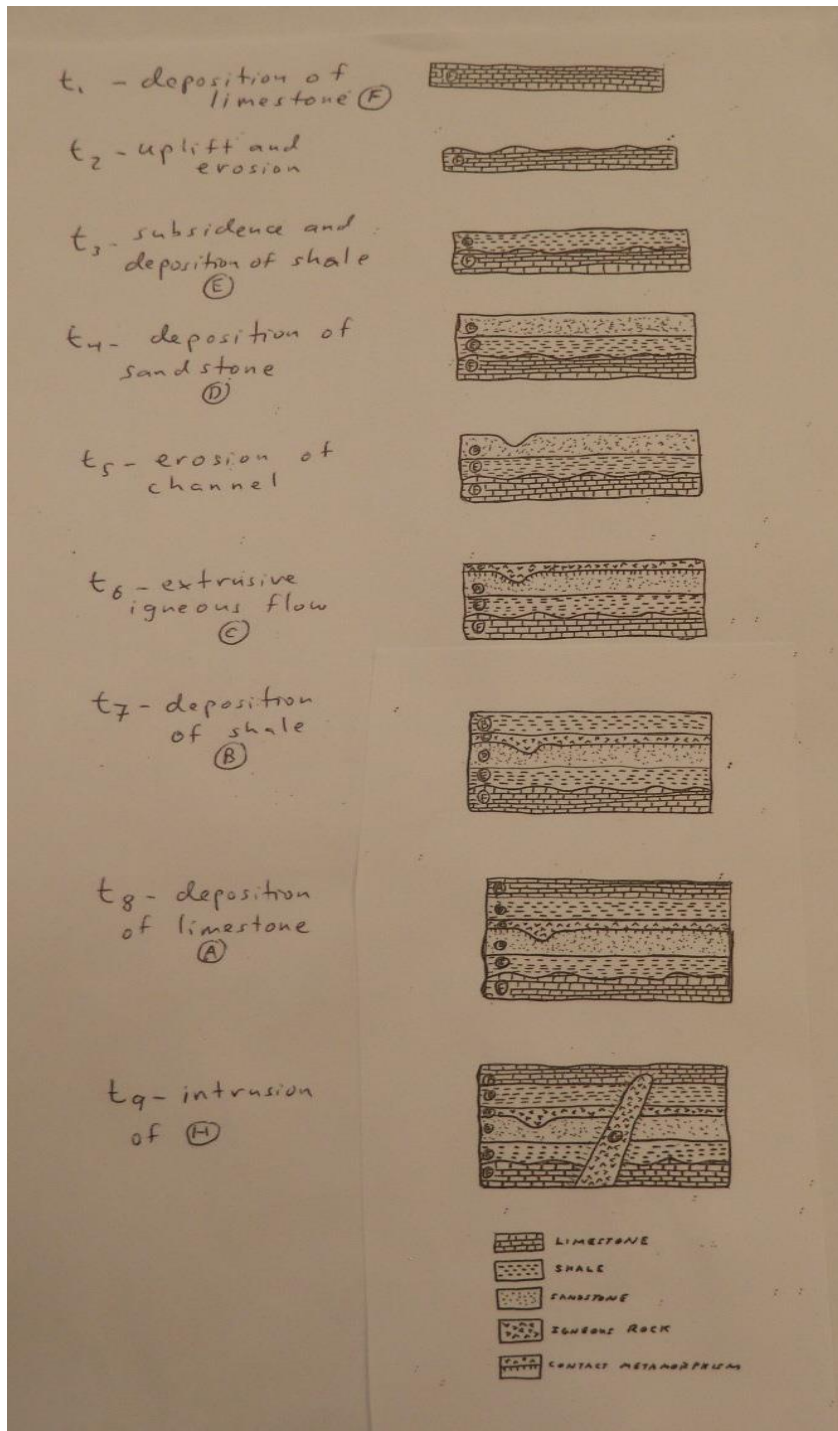 t₁ - deposition of
limestone Ⓕ
t₂ - uplift and
erosion
t₃ - subsidence and
deposition of shale
Ⓔ
t₄ - deposition of
sandstone
Ⓓ
t₅ - erosion of
channel
t₆ - extrusive
igneous flow
Ⓒ
t₇ - deposition
of shale
Ⓑ
t₈ - deposition
of limestone
Ⓐ
t₉ - intrusion
of Ⓗ
LIMESTONE
SHALE
SANDSTONE
IGNEOUS ROCK
CONTACT METAMORPHISM